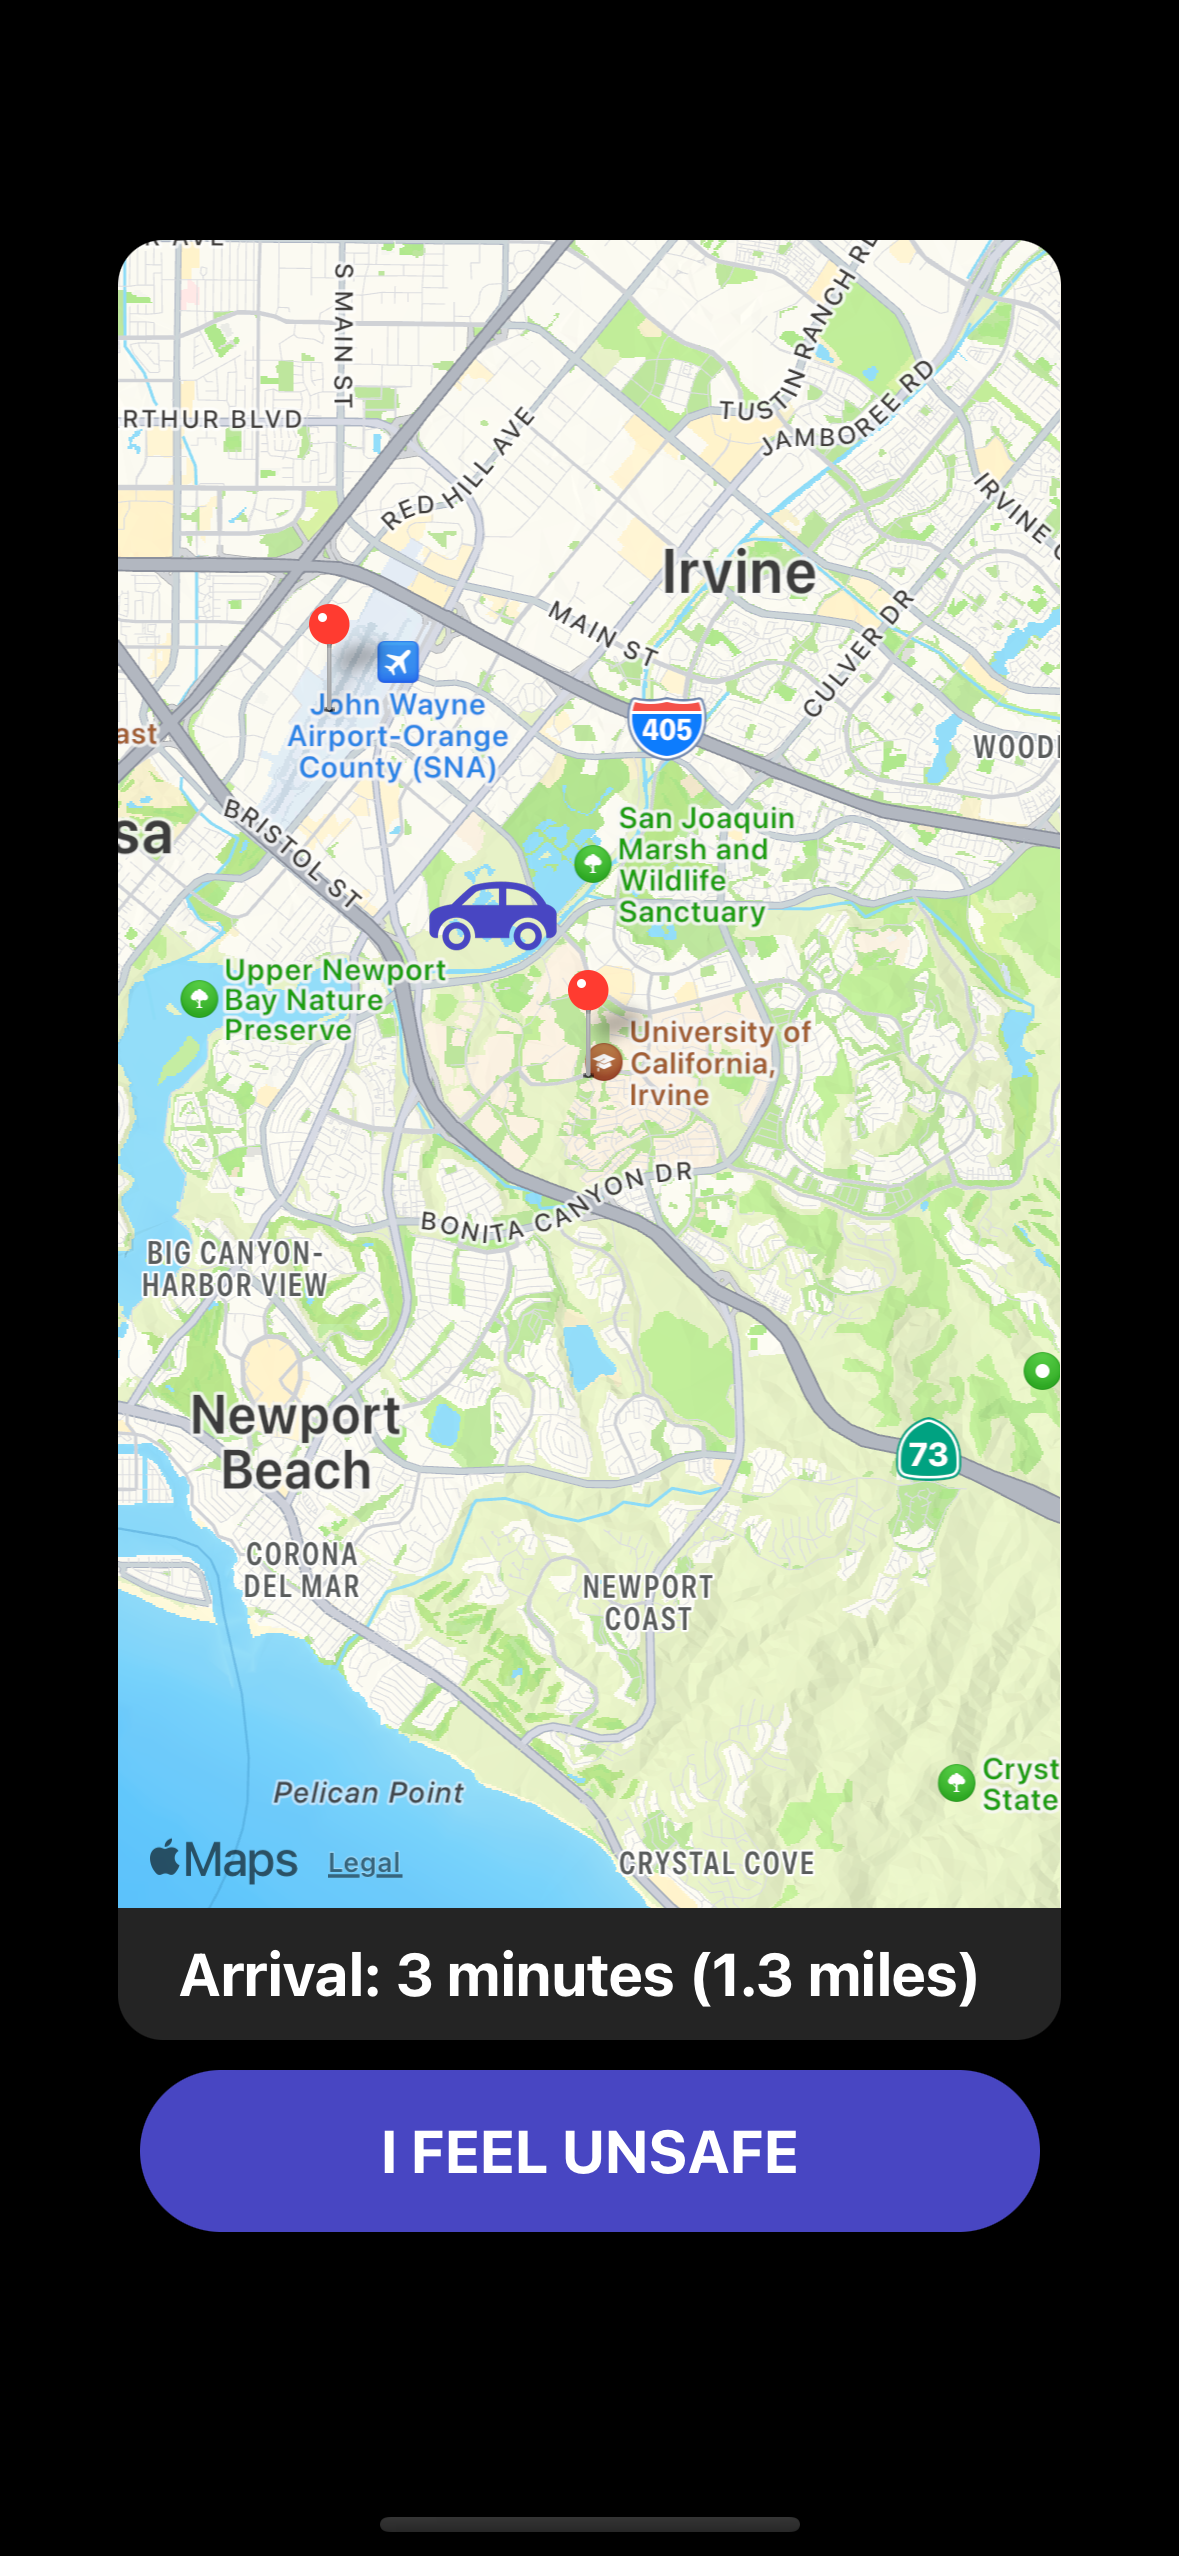 S MAIN ST
TUSTIN RANCH RD
RTHUR BLVD
JAMBOREE RD
RED HILL AVE
IRVINE
Irvine
MAIN ST
CULVER DR
John Wayne
Airport-Orange
County (SNA)
405
ast
WOOD
BRISTOL ST
sa
San Joaquin
Marsh and
Wildlife
Sanctuary
Upper Newport
Bay Nature
Preserve
University of
California,
Irvine
BONITA CANYON DR
BIG CANYON-
HARBOR VIEW
Newport
Beach
73
CORONA
DEL MAR
NEWPORT
COAST
Pelican Point
Cryst
State
Maps
Legal
CRYSTAL COVE
Arrival: 3 minutes (1.3 miles)
I FEEL UNSAFE